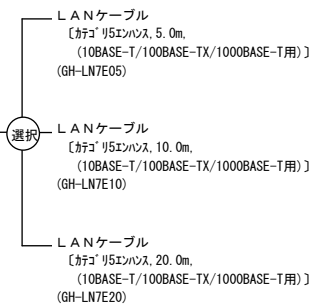 ＬＡＮケーブル
〔ｶﾃｺﾞﾘ5ｴﾝﾊﾝｽ, 5.0m,
(10BASE-T/100BASE-TX/1000BASE-T用)〕
(GH-LN7E05)
選択
ＬＡＮケーブル
〔ｶﾃｺﾞﾘ5ｴﾝﾊﾝｽ, 10.0m,
(10BASE-T/100BASE-TX/1000BASE-T用)〕
(GH-LN7E10)
ＬＡＮケーブル
〔ｶﾃｺﾞﾘ5ｴﾝﾊﾝｽ, 20.0m,
(10BASE-T/100BASE-TX/1000BASE-T用)〕
(GH-LN7E20)